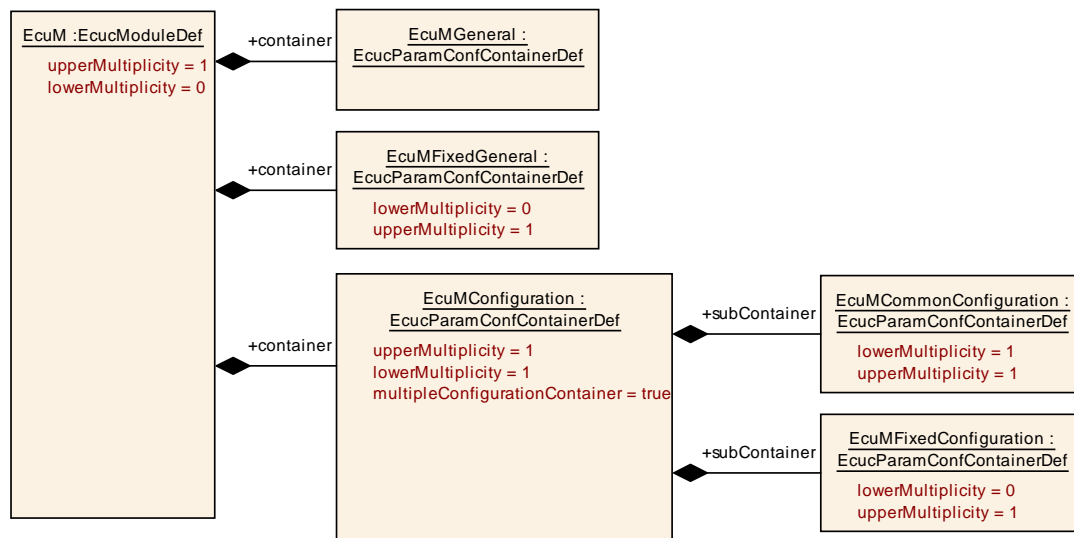 EcuM :EcucModuleDef
upperMultiplicity = 1
lowerMultiplicity = 0
+container
EcuMGeneral :
EcucParamConfContainerDef
+container
EcuMFixedGeneral :
EcucParamConfContainerDef
lowerMultiplicity = 0
upperMultiplicity = 1
+container
EcuMConfiguration :
EcucParamConfContainerDef
upperMultiplicity = 1
lowerMultiplicity = 1
multipleConfigurationContainer = true
+subContainer
EcuMCommonConfiguration :
EcucParamConfContainerDef
lowerMultiplicity = 1
upperMultiplicity = 1
+subContainer
EcuMFixedConfiguration :
EcucParamConfContainerDef
lowerMultiplicity = 0
upperMultiplicity = 1